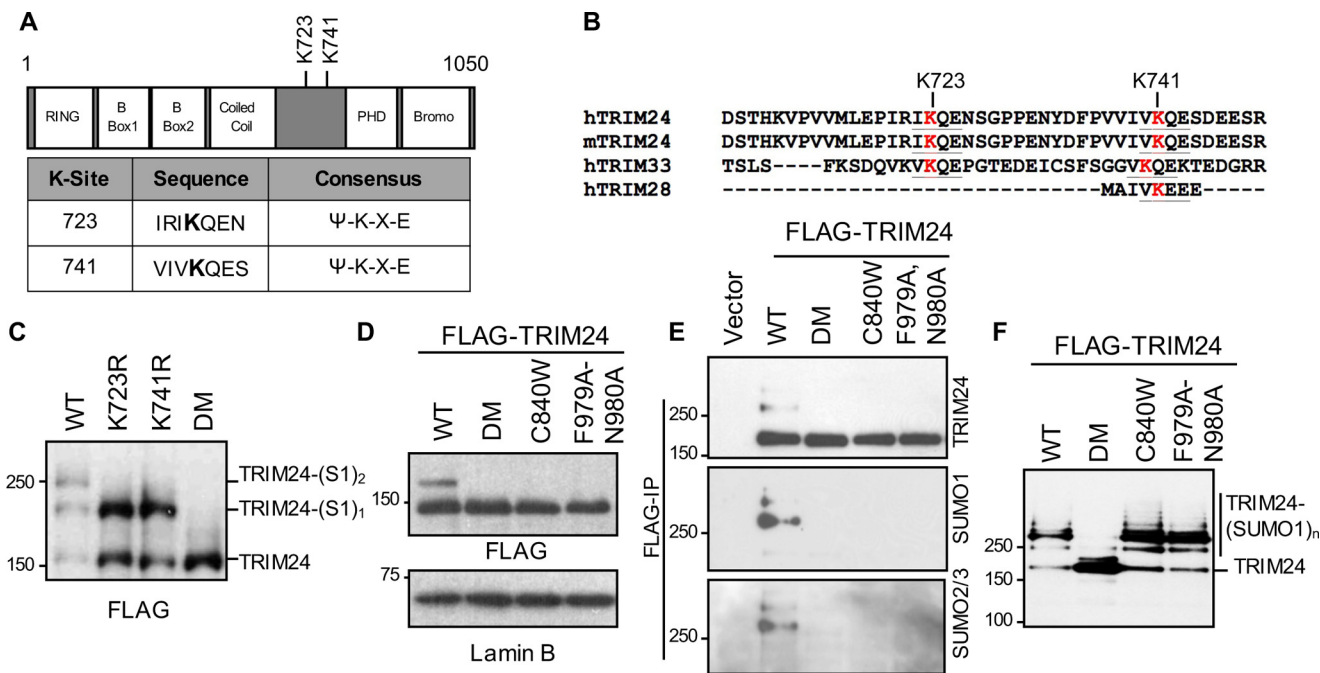 A
K723
K741
1
1050
RING
B
Box1
B
Box2
Coiled
Coil
PHD
Bromo
K-Site Sequence Consensus
723 IRIKQEN Ψ-K-X-E
741 VIVKQES Ψ-K-X-E
B
K723 K741
hTRIM24 DSTHKVPVVMLEPIRIKQENSGPPENYDFPVVIVKQESDEESR
mTRIM24 DSTHKVPVVMLEPIRIKQENSGPPENYDFPVVIVKQESDEESR
hTRIM33 TSLS----FKSDQVKVKQEPGTEDEICSFSGGVKQEKTEDGRR
hTRIM28 ------------------------------MAIVKEEE-----
C
WT
K723R
K741R
DM
250
150
TRIM24-(S1)2
TRIM24-(S1)1
TRIM24
FLAG
D
FLAG-TRIM24
WT
DM
C840W
F979A-
N980A
150
FLAG
75
Lamin B
E
FLAG-TRIM24
Vector
WT
DM
C840W
F979A,
N980A
FLAG-IP
250
150
TRIM24
250
SUMO1
250
SUMO2/3
F
FLAG-TRIM24
WT
DM
C840W
F979A-
N980A
250
150
100
TRIM24-
(SUMO1)n
TRIM24